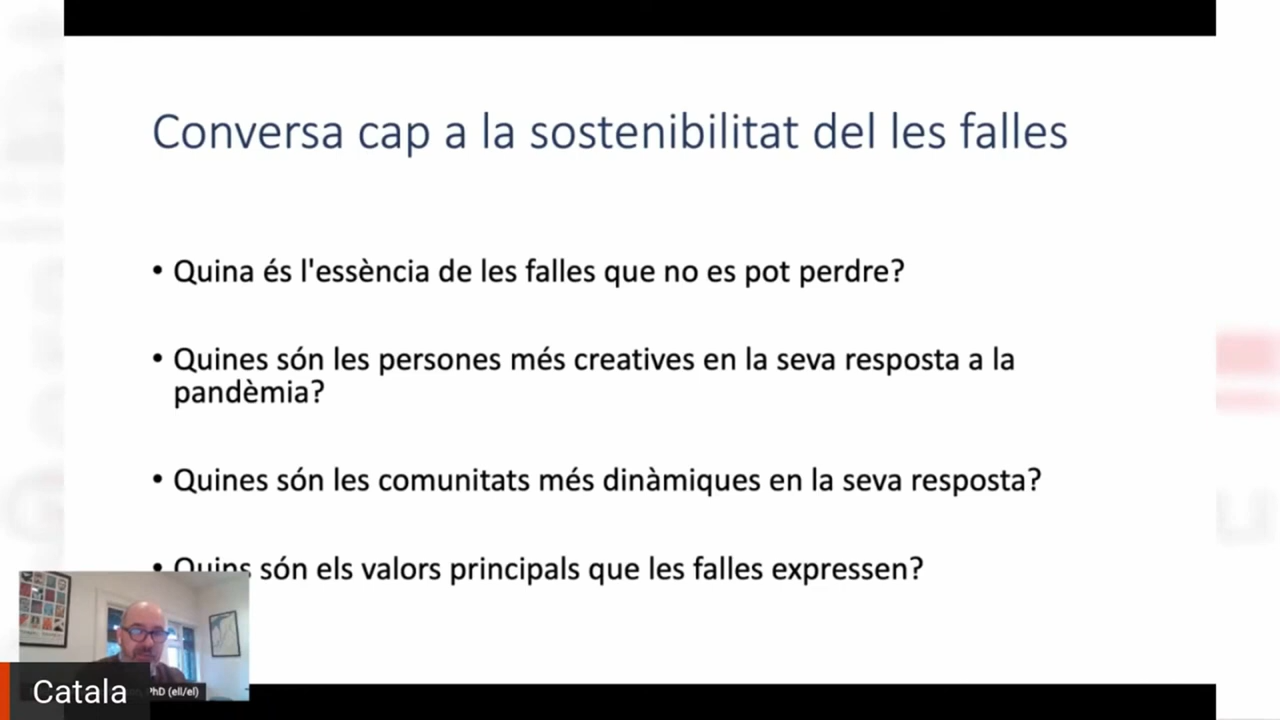 Conversa cap a la sostenibilitat del les falles
• Quina és l'essència de les falles que no es pot perdre?
• Quines són les persones més creatives en la seva resposta a la
pandèmia?
• Quines són les comunitats més dinàmiques en la seva resposta?
• Quins són els valors principals que les falles expressen?
PhD (ell/el)
Catala